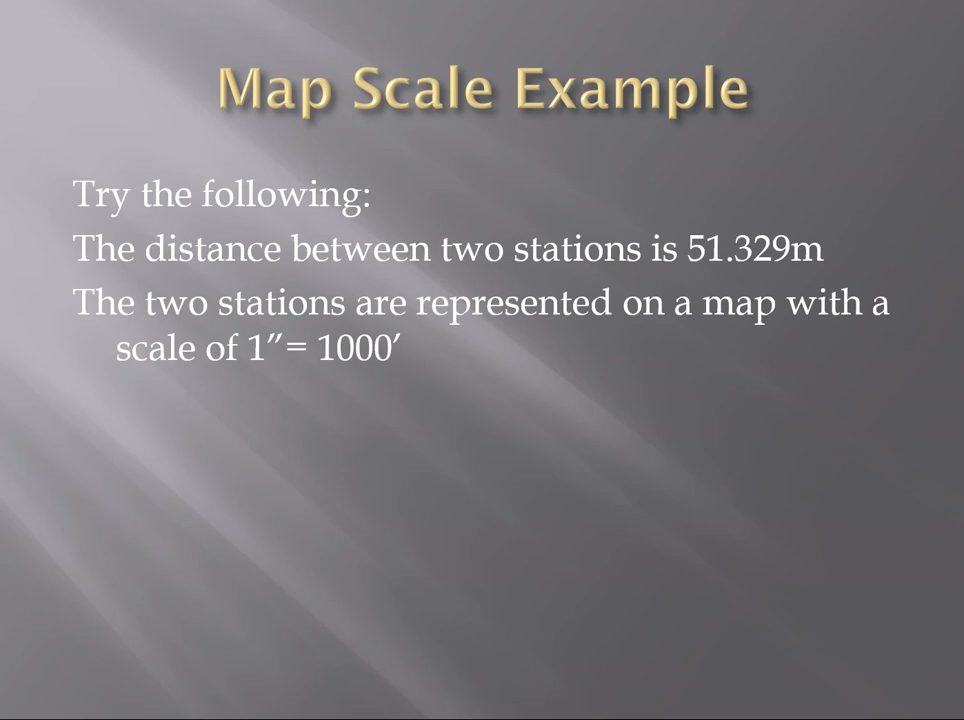 Map Scale Example
Try the following:
The distance between two stations is 51.329m
The two stations are represented on a map with a
scale of 1”= 1000’